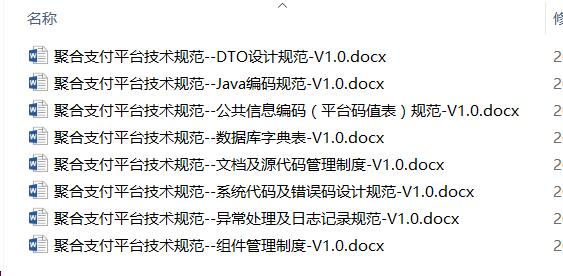 名称
修
聚合支付平台技术规范--DTO设计规范-V1.0.docx
2
聚合支付平台技术规范--Java编码规范-V1.0.docx
2
聚合支付平台技术规范--公共信息编码（平台码值表）规范-V1.0.docx
2
聚合支付平台技术规范--数据库字典表-V1.0.docx
2
聚合支付平台技术规范--文档及源代码管理制度-V1.0.docx
2
聚合支付平台技术规范--系统代码及错误码设计规范-V1.0.docx
2
聚合支付平台技术规范--异常处理及日志记录规范-V1.0.docx
2
聚合支付平台技术规范--组件管理制度-V1.0.docx
2